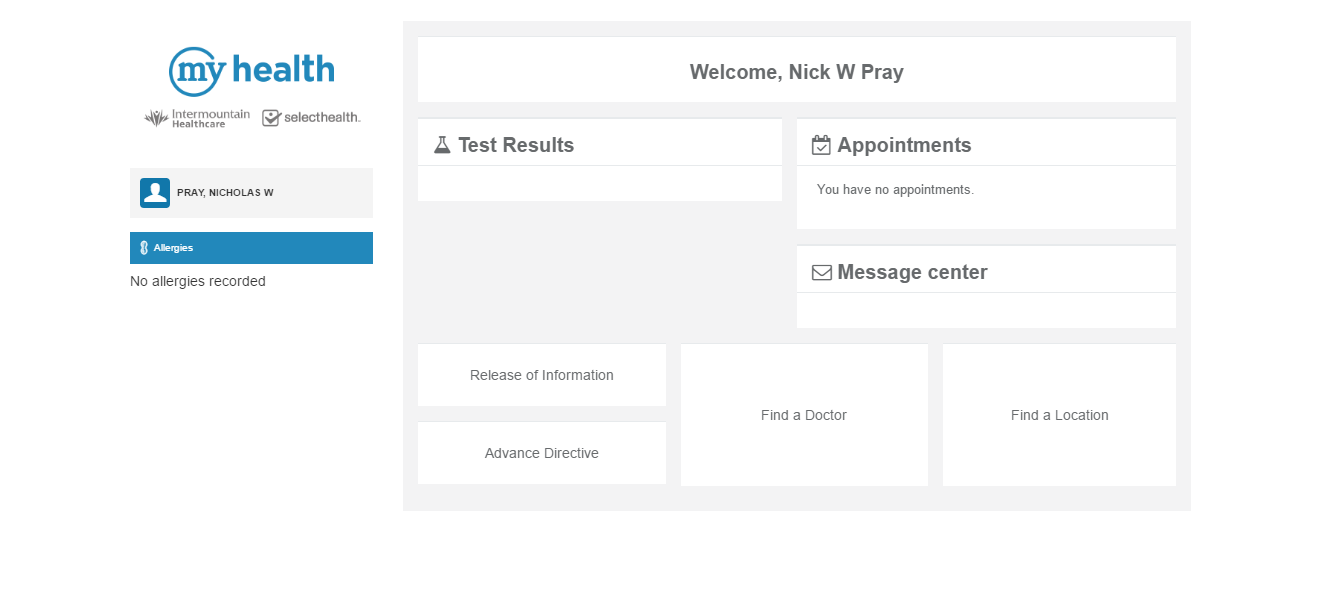 my health
Intermountain
Healthcare
selecthealth.
PRAY, NICHOLAS W
Allergies
No allergies recorded
Welcome, Nick W Pray
Test Results
Appointments
You have no appointments.
Message center
Release of Information
Advance Directive
Find a Doctor
Find a Location